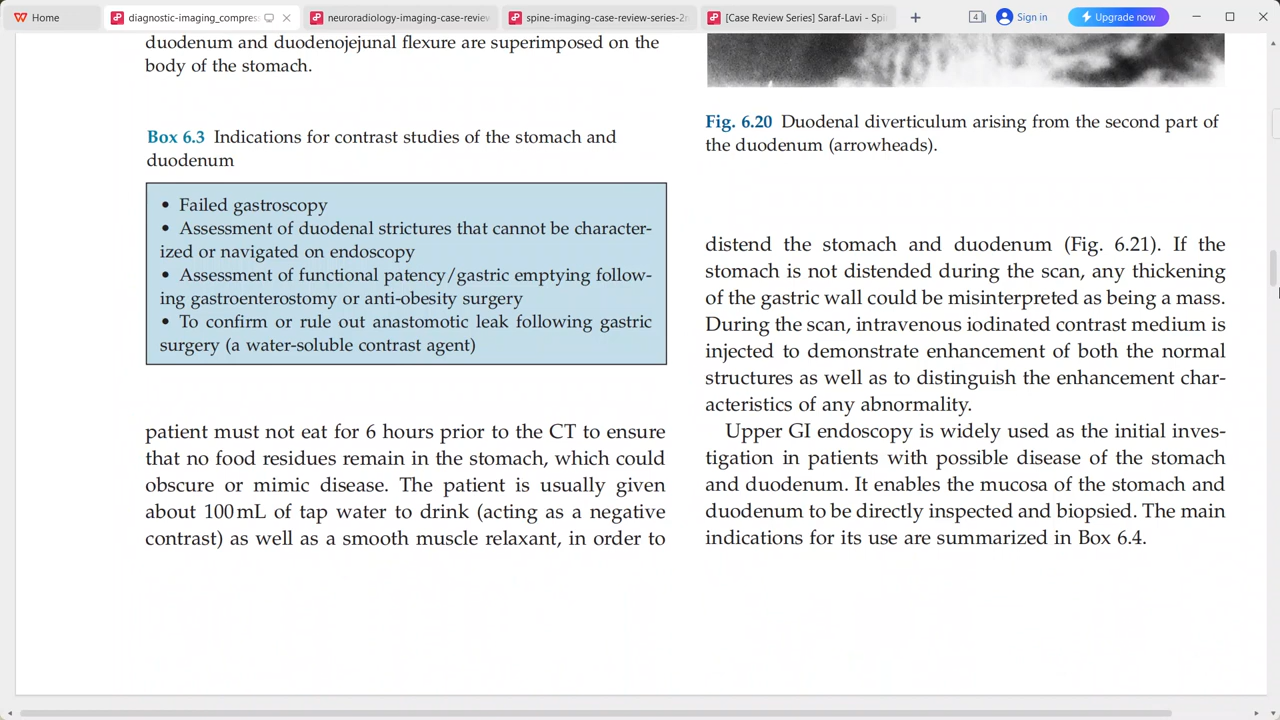 Home
diagnostic-imaging_compres
neuroradiology-imaging-case-review
spine-imaging-case-review-series-2
[Case Review Series] Saraf-Lavi - Spi
4
Sign in
Upgrade now
duodenum and duodenojejunal flexure are superimposed on the
body of the stomach.
Box 6.3 Indications for contrast studies of the stomach and
duodenum
• Failed gastroscopy
• Assessment of duodenal strictures that cannot be character-
ized or navigated on endoscopy
• Assessment of functional patency/gastric emptying follow-
ing gastroenterostomy or anti-obesity surgery
• To confirm or rule out anastomotic leak following gastric
surgery (a water-soluble contrast agent)
patient must not eat for 6 hours prior to the CT to ensure
that no food residues remain in the stomach, which could
obscure or mimic disease. The patient is usually given
about 100 mL of tap water to drink (acting as a negative
contrast) as well as a smooth muscle relaxant, in order to
Fig. 6.20 Duodenal diverticulum arising from the second part of
the duodenum (arrowheads).
distend the stomach and duodenum (Fig. 6.21). If the
stomach is not distended during the scan, any thickening
of the gastric wall could be misinterpreted as being a mass.
During the scan, intravenous iodinated contrast medium is
injected to demonstrate enhancement of both the normal
structures as well as to distinguish the enhancement char-
acteristics of any abnormality.
Upper GI endoscopy is widely used as the initial inves-
tigation in patients with possible disease of the stomach
and duodenum. It enables the mucosa of the stomach and
duodenum to be directly inspected and biopsied. The main
indications for its use are summarized in Box 6.4.